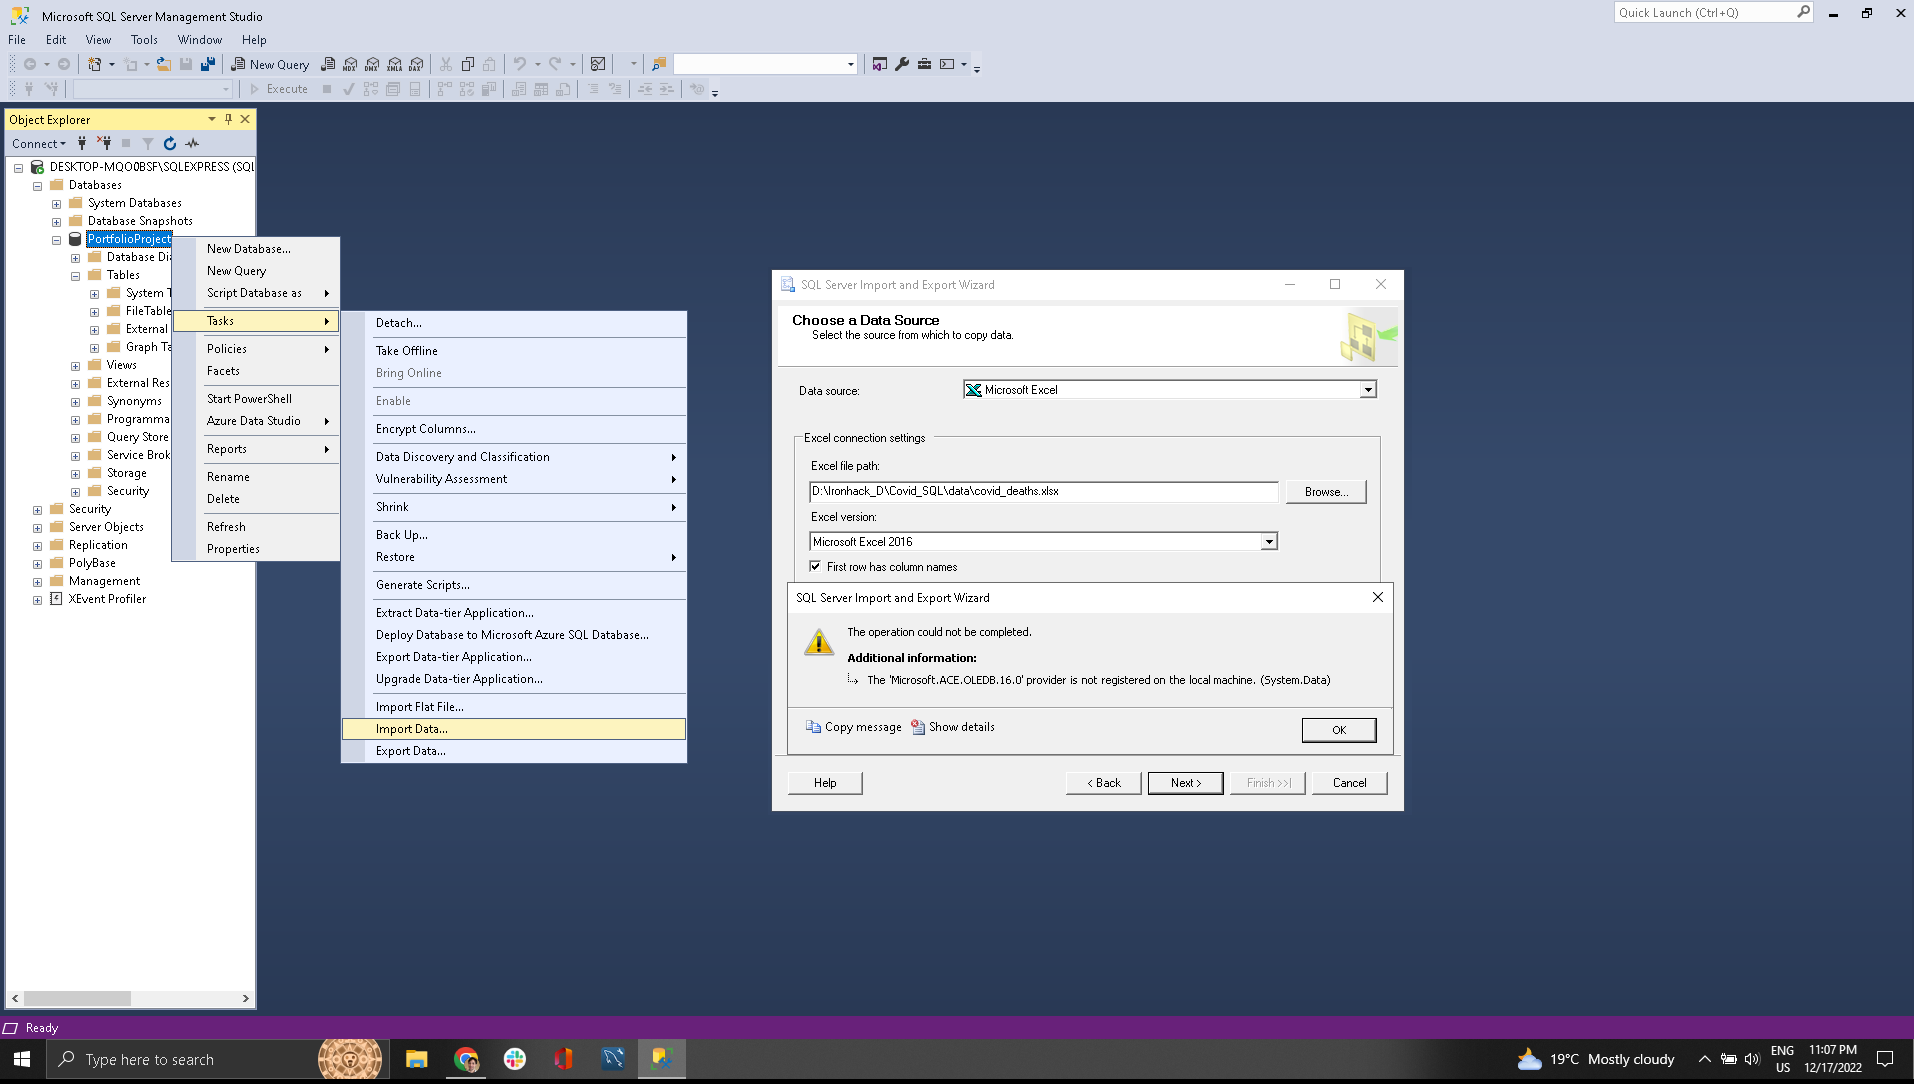 Microsoft SQL Server Management Studio
Quick Launch (Ctrl+Q)
File Edit View Tools Window Help
New Query MDX DMX XMLA DAX
Execute
Object Explorer
Connect
DESKTOP-MQO0BSF\SQLEXPRESS (SQL
Databases
System Databases
Database Snapshots
PortfolioProject
Database Dia
Tables
System T
FileTable
External
Graph Ta
Views
External Res
Synonyms
Programma
Query Store
Service Brok
Storage
Security
Security
Server Objects
Replication
PolyBase
Management
XEvent Profiler
New Database...
New Query
Script Database as
Tasks
Policies
Facets
Start PowerShell
Azure Data Studio
Reports
Rename
Delete
Refresh
Properties
Detach...
Take Offline
Bring Online
Enable
Encrypt Columns...
Data Discovery and Classification
Vulnerability Assessment
Shrink
Back Up...
Restore
Generate Scripts...
Extract Data-tier Application...
Deploy Database to Microsoft Azure SQL Database...
Export Data-tier Application...
Upgrade Data-tier Application...
Import Flat File...
Import Data...
Export Data...
SQL Server Import and Export Wizard
Choose a Data Source
Select the source from which to copy data.
Data source: Microsoft Excel
Excel connection settings
Excel file path:
D:\Ironhack_D\Covid_SQL\data\covid_deaths.xlsx Browse...
Excel version:
Microsoft Excel 2016
First row has column names
SQL Server Import and Export Wizard
The operation could not be completed.
Additional information:
The 'Microsoft.ACE.OLEDB.16.0' provider is not registered on the local machine. (System.Data)
Copy message Show details OK
Help < Back Next > Finish >>| Cancel
Ready
Type here to search
19°C Mostly cloudy
ENG
US
11:07 PM
12/17/2022